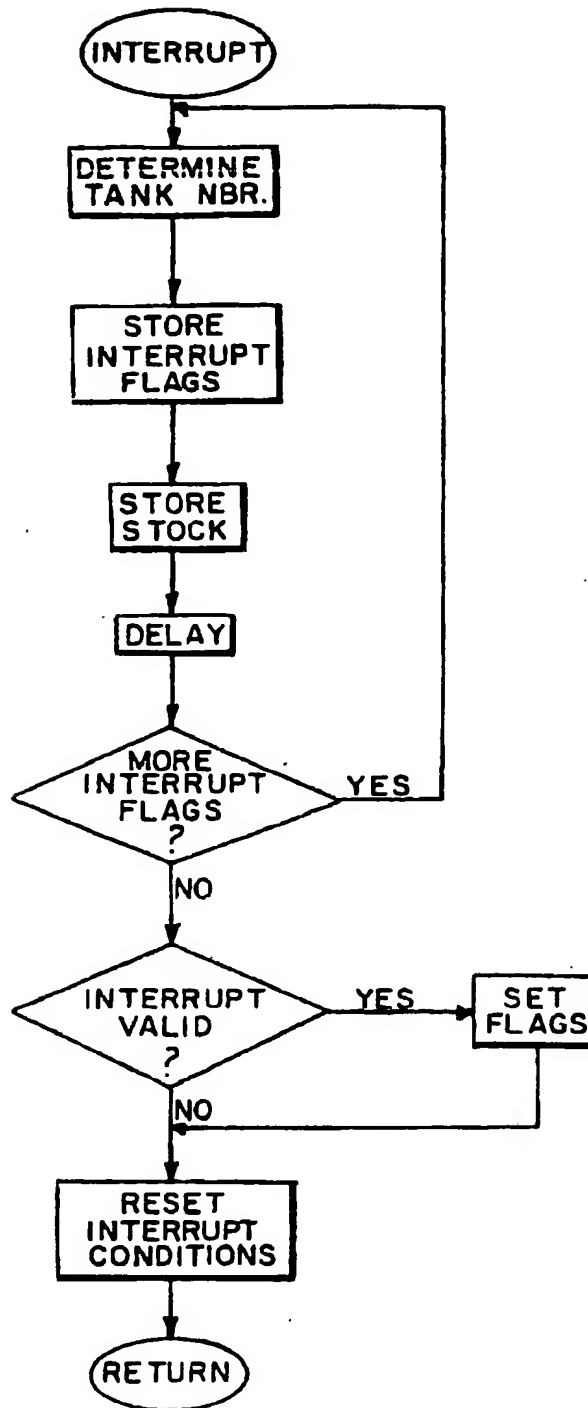 INTERRUPT
DETERMINE
TANK NBR.
STORE
INTERRUPT
FLAGS
STORE
STOCK
DELAY
MORE
INTERRUPT
FLAGS
?
YES
NO
INTERRUPT
VALID
?
YES
SET
FLAGS
NO
RESET
INTERRUPT
CONDITIONS
RETURN